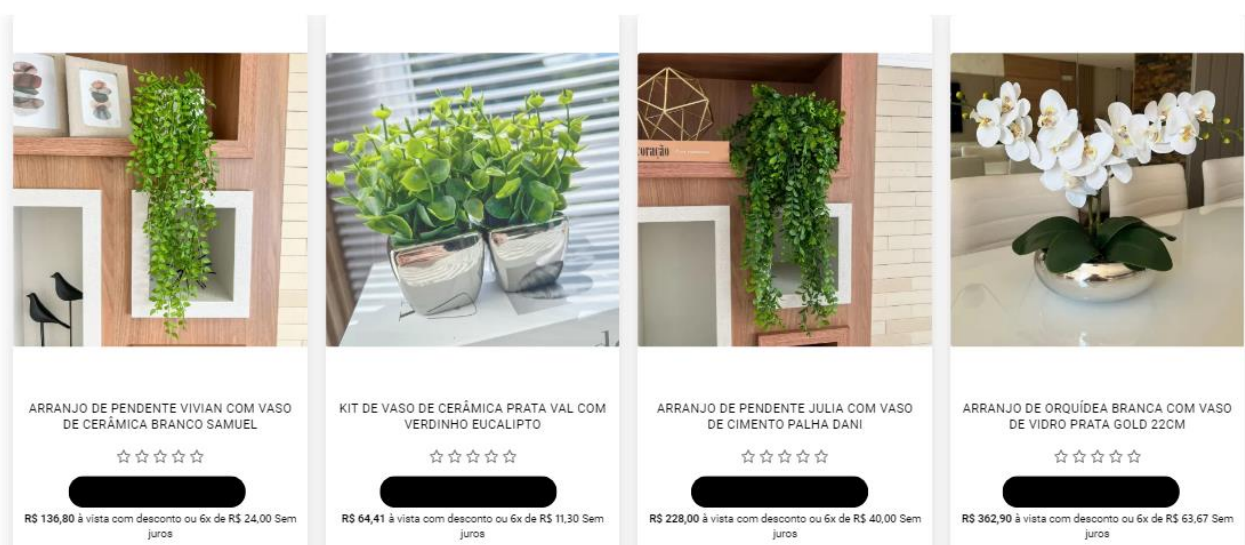 uração
ARRANJO DE PENDENTE VIVIAN COM VASO
DE CERÂMICA BRANCO SAMUEL
R$ 136,80 à vista com desconto ou 6x de R$ 24,00 Sem
juros
KIT DE VASO DE CERÂMICA PRATA VAL COM
VERDINHO EUCALIPTO
R$ 64,41 à vista com desconto ou 6x de R$ 11,30 Sem
juros
ARRANJO DE PENDENTE JULIA COM VASO
DE CIMENTO PALHA DANI
R$ 228,00 à vista com desconto ou 6x de R$ 40,00 Sem
juros
ARRANJO DE ORQUÍDEA BRANCA COM VASO
DE VIDRO PRATA GOLD 22CM
R$ 362,90 à vista com desconto ou 6x de R$ 63,67 Sem
juros